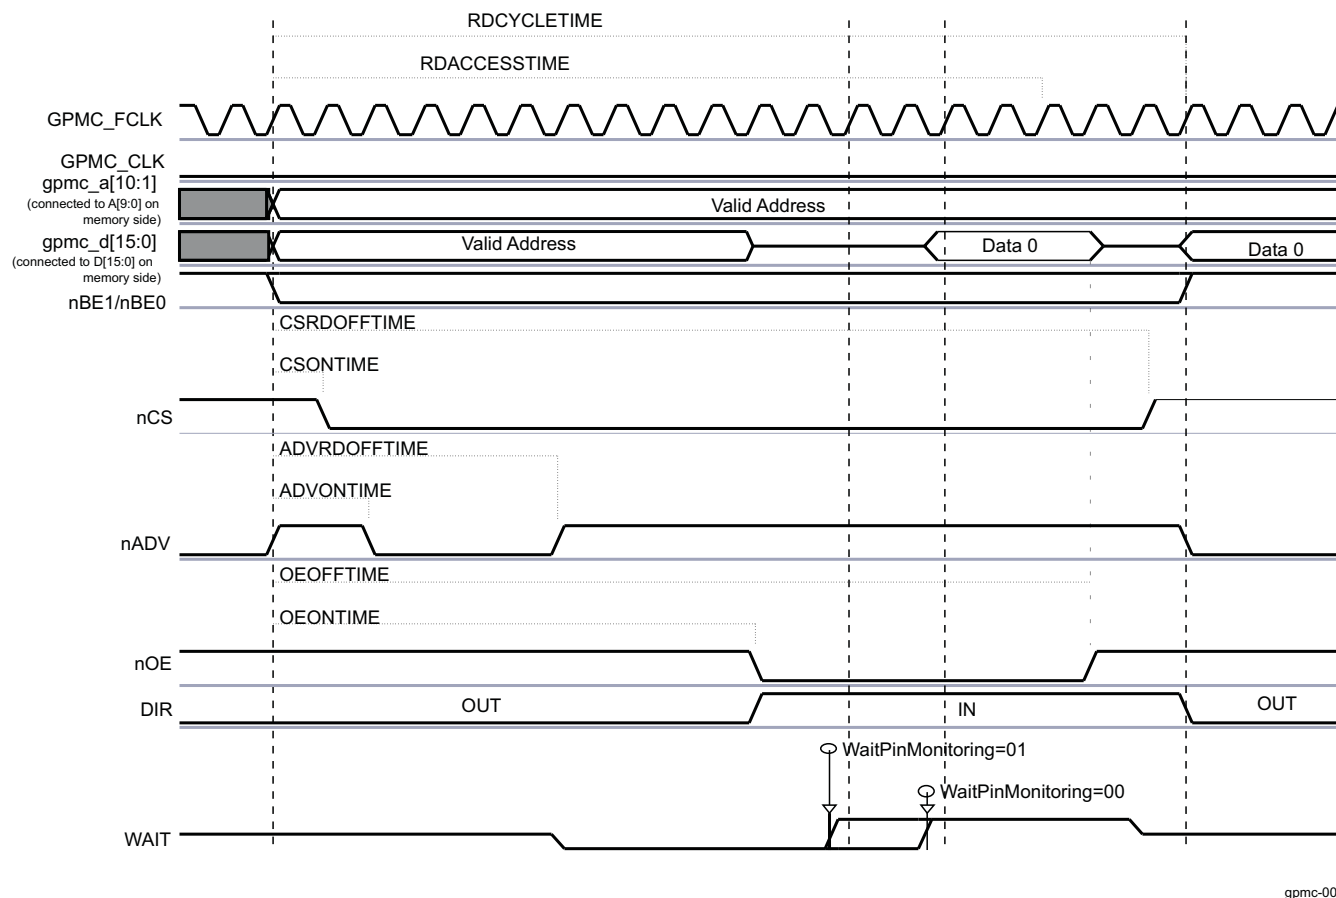 RDCYCLETIME
RDACCESSTIME
GPMC_FCLK
GPMC_CLK
gpmc_a[10:1]
(connected to A[9:0] on
memory side)
Valid Address
gpmc_d[15:0]
(connected to D[15:0] on
memory side)
Valid Address
Data 0
Data 0
nBE1/nBE0
CSRDOFFTIME
CSONTIME
nCS
ADVRDOFFTIME
ADVONTIME
nADV
OEOFFTIME
OEONTIME
nOE
DIR
OUT
IN
OUT
WaitPinMonitoring=01
WaitPinMonitoring=00
WAIT
gpmc-00